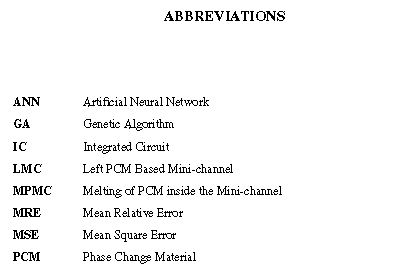 ABBREVIATIONS
ANN Artificial Neural Network
GA Genetic Algorithm
IC Integrated Circuit
LMC Left PCM Based Mini-channel
MPMC Melting of PCM inside the Mini-channel
MRE Mean Relative Error
MSE Mean Square Error
PCM Phase Change Material